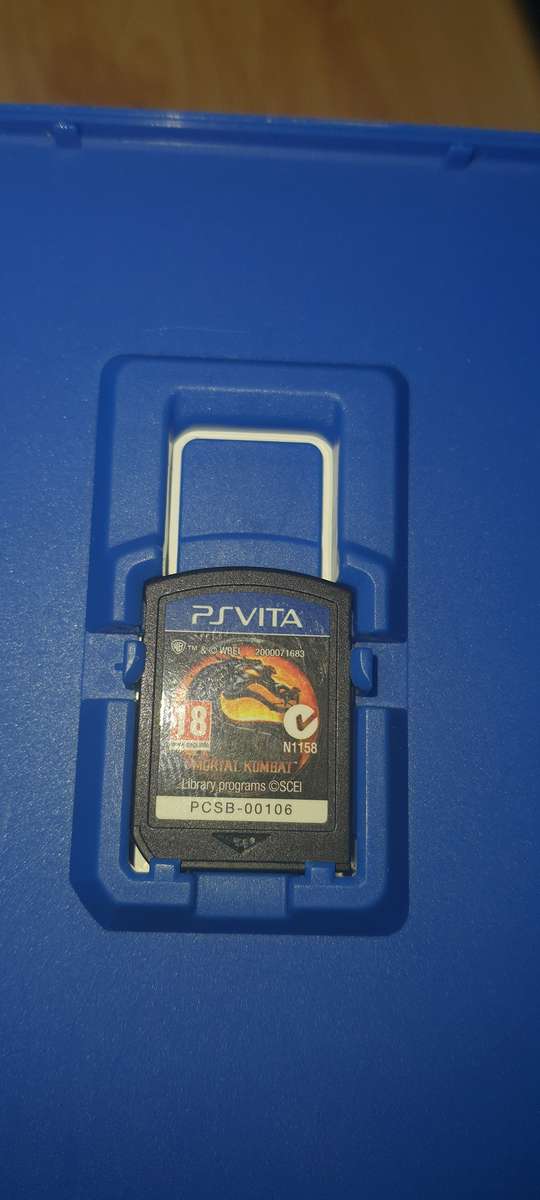 PSVITA
™ & © WBEI 2000071683
18
N1158
MORTAL KOMBAT
Library programs ©SCEI
PCSB-00106